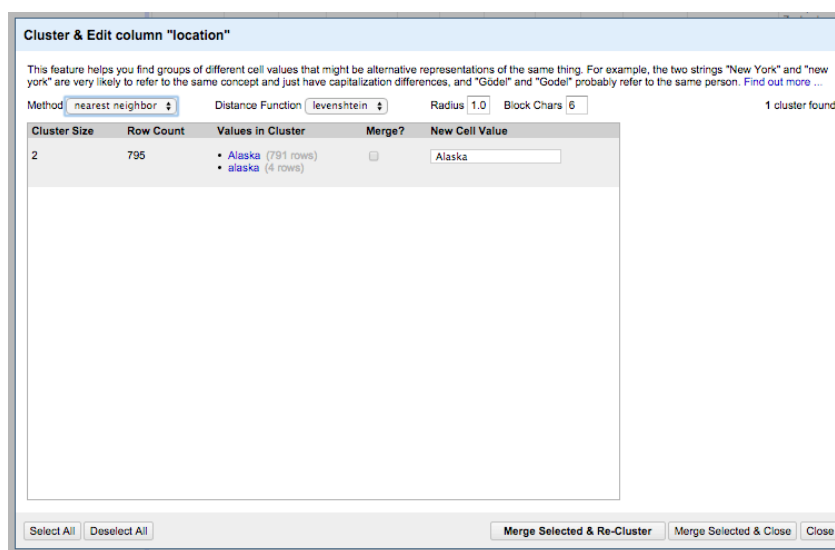 Cluster & Edit column "location"
This feature helps you find groups of different cell values that might be alternative representations of the same thing. For example, the two strings "New York" and "new
york" are very likely to refer to the same concept and just have capitalization differences, and "Gödel" and "Godel" probably refer to the same person. Find out more ...
Method nearest neighbor Distance Function levenshtein Radius 1.0 Block Chars 6 1 cluster found
Cluster Size Row Count Values in Cluster Merge? New Cell Value
2 795 • Alaska (791 rows) Alaska
• alaska (4 rows)
Select All Deselect All Merge Selected & Re-Cluster Merge Selected & Close Close